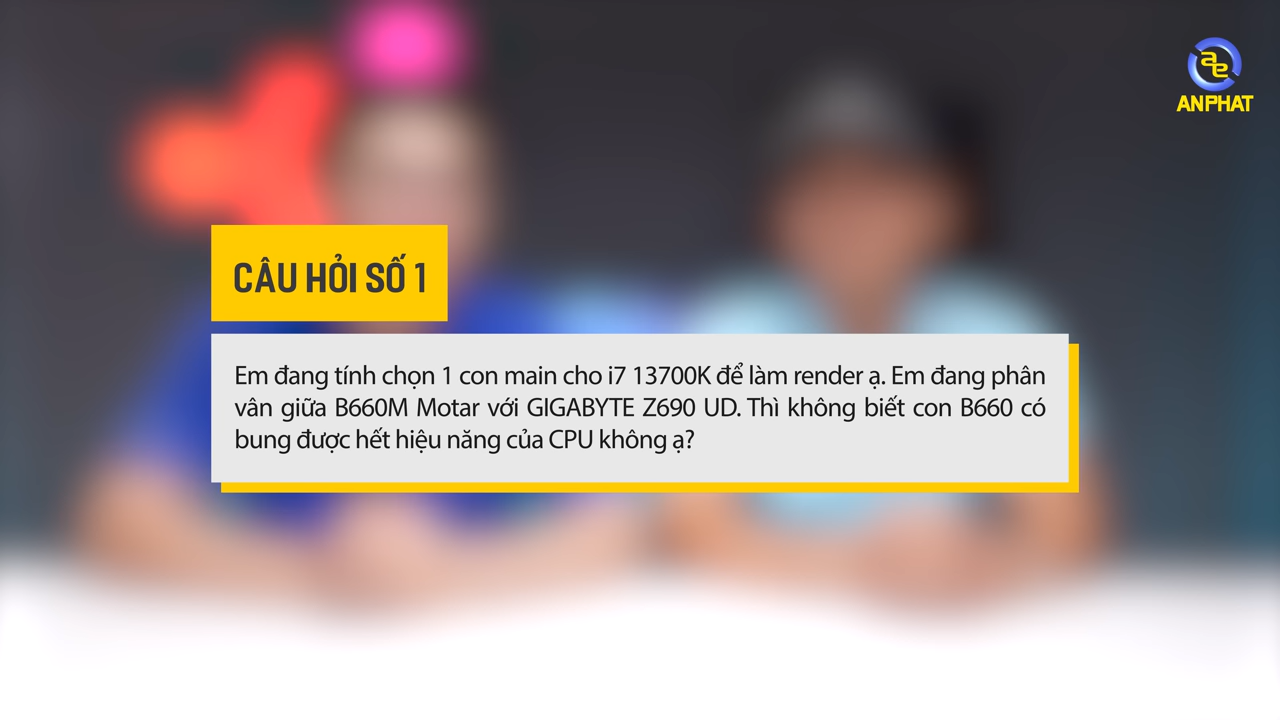 ANPHAT
CÂU HỎI SỐ 1
Em đang tính chọn 1 con main cho i7 13700K để làm render ạ. Em đang phân
vân giữa B660M Motar với GIGABYTE Z690 UD. Thì không biết con B660 có
bung được hết hiệu năng của CPU không ạ?